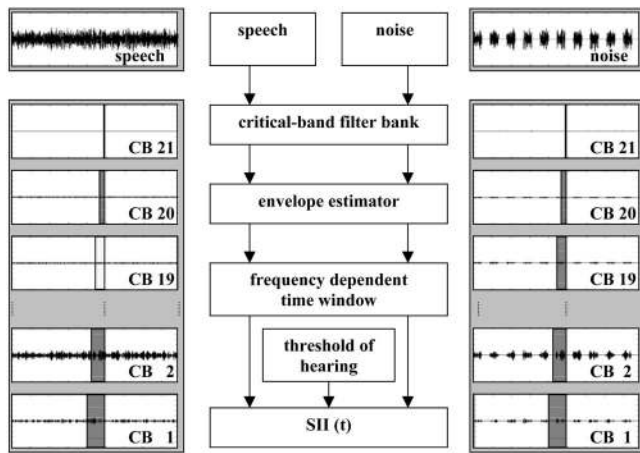 speech
speech
noise
noise
critical-band filter bank
CB 21
CB 21
CB 20
envelope estimator
CB 20
CB 19
frequency dependent
time window
CB 19
threshold of
hearing
CB 2
CB 2
CB 1
SII (t)
CB 1